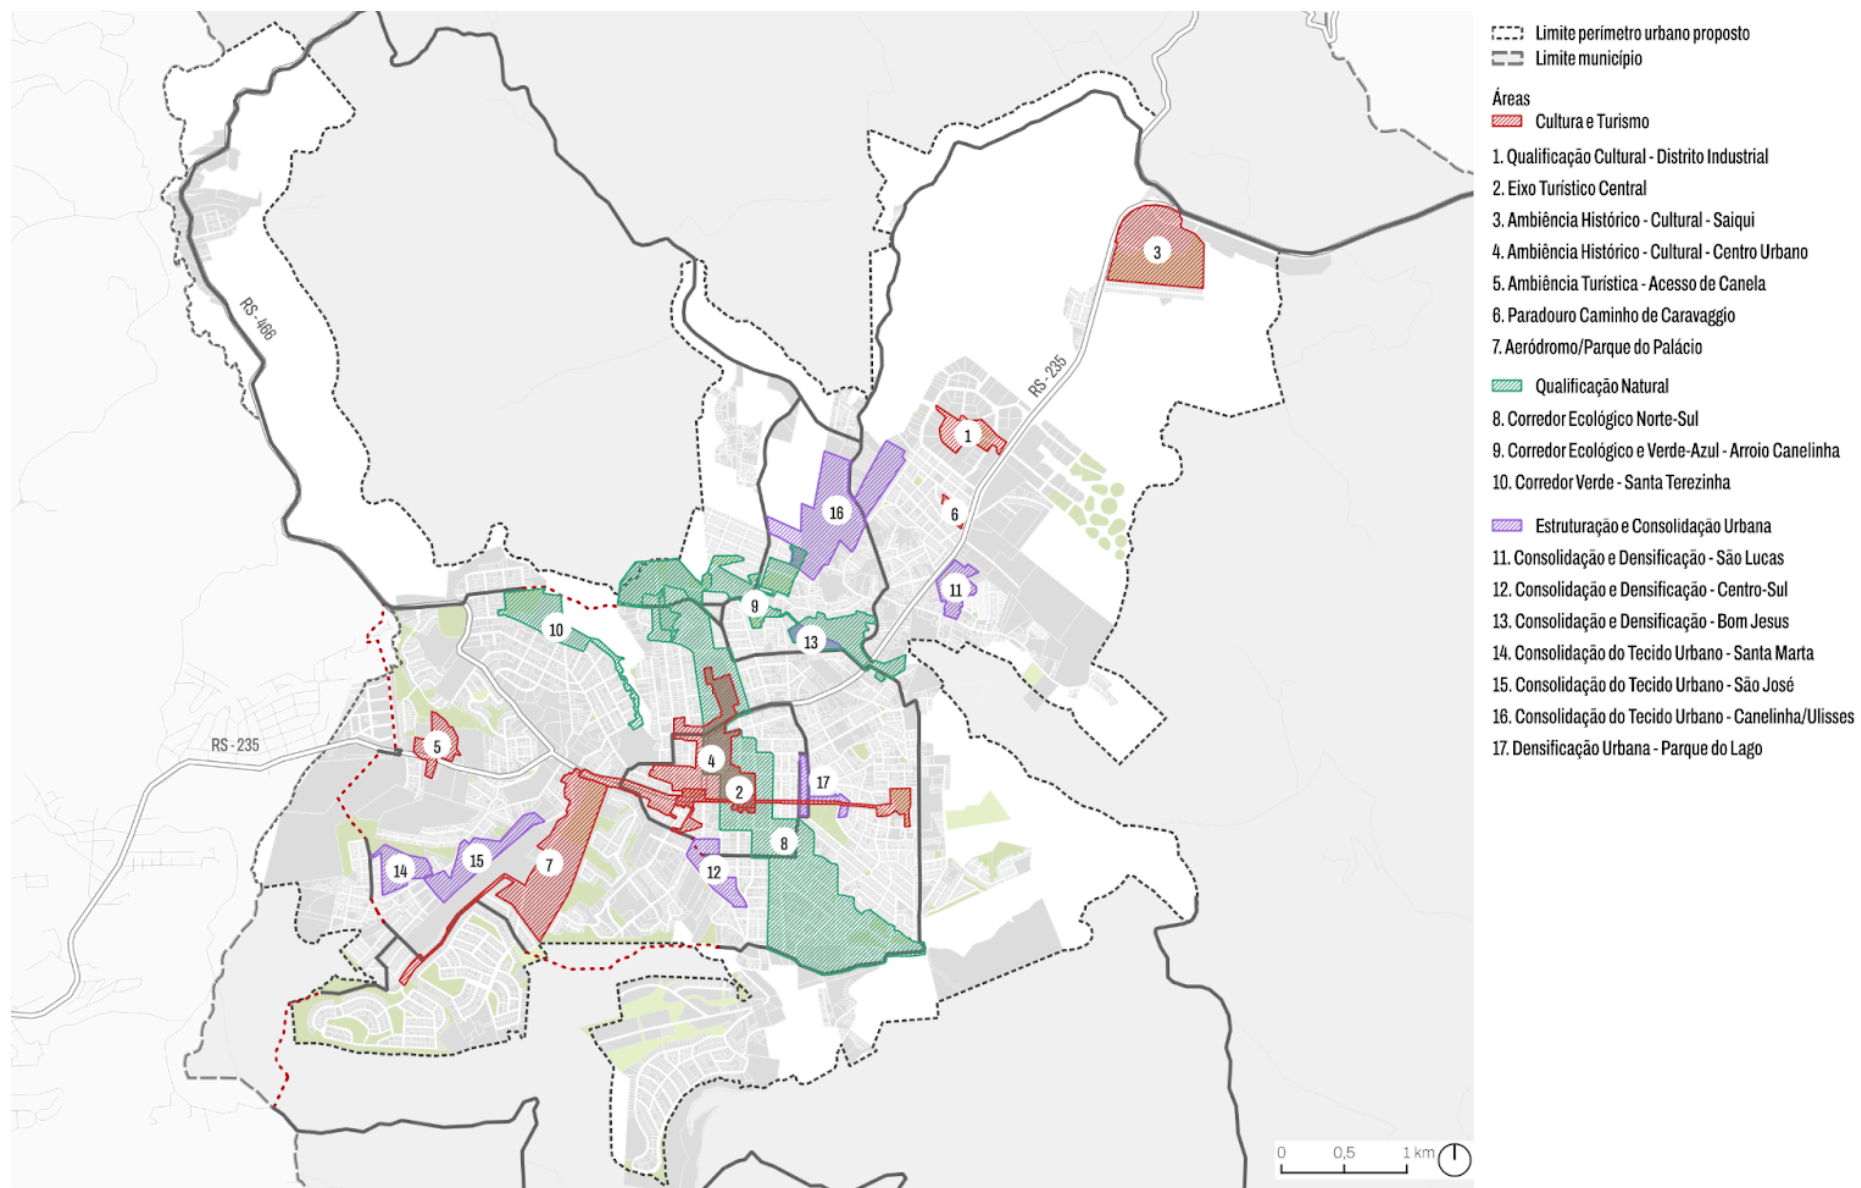 Limite perímetro urbano proposto
Limite município
Áreas
Cultura e Turismo
1. Qualificação Cultural - Distrito Industrial
2. Eixo Turístico Central
3. Ambiência Histórico - Cultural - Saiqui
4. Ambiência Histórico - Cultural - Centro Urbano
5. Ambiência Turística - Acesso de Canela
6. Paradouro Caminho de Caravaggio
7. Aeródromo/Parque do Palácio
Qualificação Natural
8. Corredor Ecológico Norte-Sul
9. Corredor Ecológico e Verde-Azul - Arroio Canelinha
10. Corredor Verde - Santa Terezinha
Estruturação e Consolidação Urbana
11. Consolidação e Densificação - São Lucas
12. Consolidação e Densificação - Centro-Sul
13. Consolidação e Densificação - Bom Jesus
14. Consolidação do Tecido Urbano - Santa Marta
15. Consolidação do Tecido Urbano - São José
16. Consolidação do Tecido Urbano - Canelinha/Ulisses
17. Densificação Urbana - Parque do Lago
3
RS - 466
RS - 235
1
16
6
11
9
10
13
RS - 235
5
4
17
2
8
15
7
14
12
0 0,5 1 km